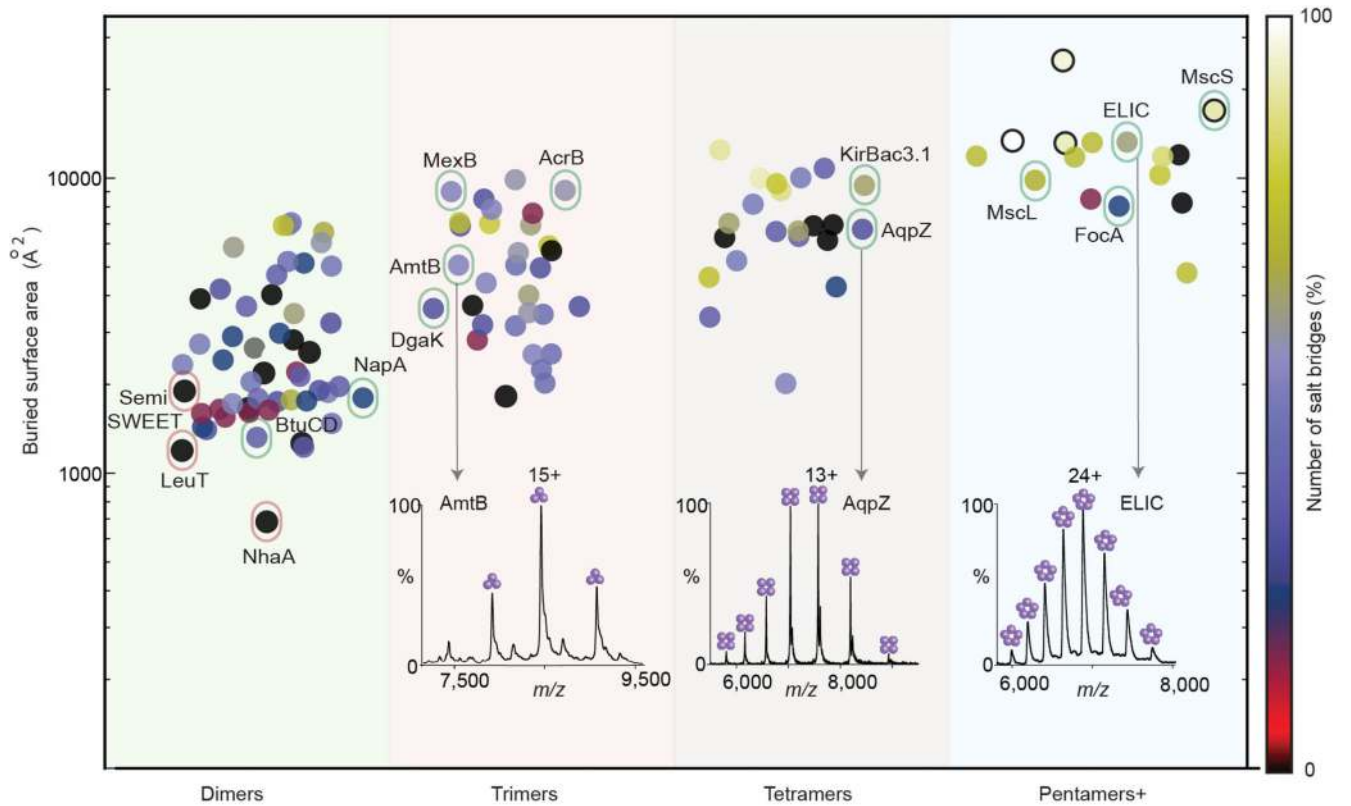 100
MscS
ELIC
MexB
AcrB
KirBac3.1
10000
MscL
FocA
AmtB
AqpZ
DgaK
Buried surface area (Å²)
Number of salt bridges (%)
NapA
Semi
SWEET
BtuCD
LeuT
1000
NhaA
15+
13+
24+
100
AmtB
100
AqpZ
100
ELIC
%
%
%
0
0
0
7,500
9,500
m/z
6,000
8,000
m/z
6,000
8,000
m/z
0
Dimers
Trimers
Tetramers
Pentamers+